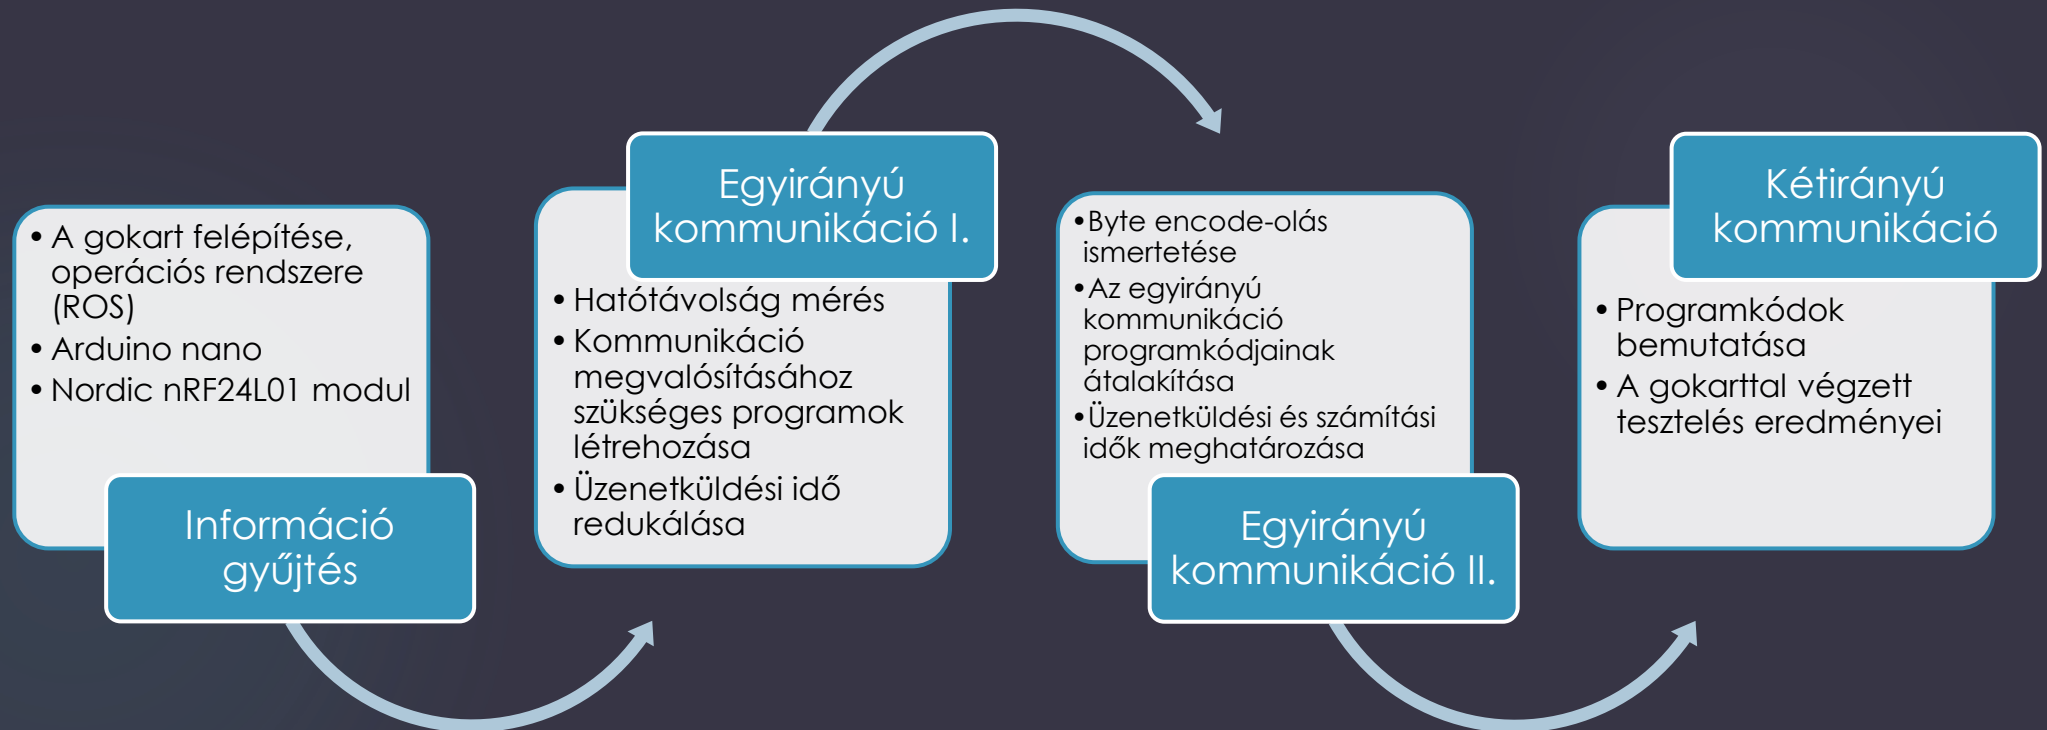 • A gokart felépítése,
operációs rendszere
(ROS)
• Arduino nano
• Nordic nRF24L01 modul
Információ
gyűjtés
Egyirányú
kommunikáció I.
• Hatótávolság mérés
• Kommunikáció
megvalósításához
szükséges programok
létrehozása
• Üzenetküldési idő
redukálása
•Byte encode-olás
ismertetése
•Az egyirányú
kommunikáció
programkódjainak
átalakítása
•Üzenetküldési és számítási
idők meghatározása
Egyirányú
kommunikáció II.
Kétirányú
kommunikáció
• Programkódok
bemutatása
• A gokarttal végzett
tesztelés eredményei